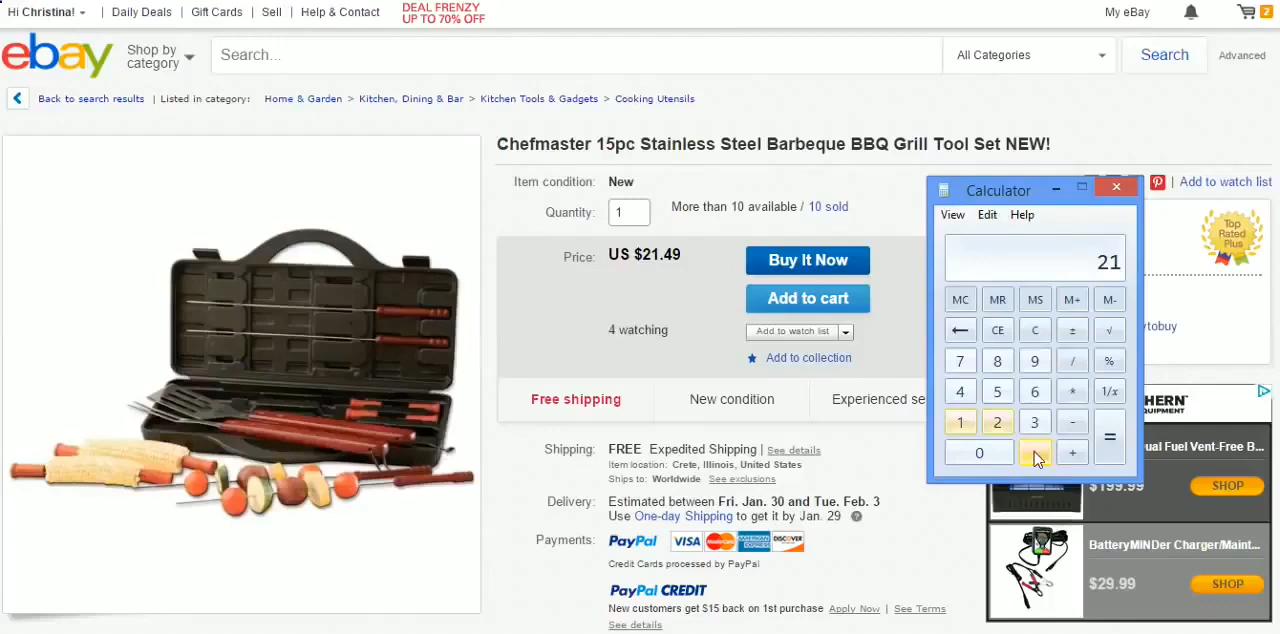 Hi Christina! | Daily Deals | Gift Cards | Sell | Help & Contact
DEAL FRENZY
UP TO 70% OFF
My eBay
2
ebay
Shop by
category
Search...
All Categories
Search
Advanced
Back to search results | Listed in category: Home & Garden > Kitchen, Dining & Bar > Kitchen Tools & Gadgets > Cooking Utensils
Chefmaster 15pc Stainless Steel Barbeque BBQ Grill Tool Set NEW!
Item condition: New
| Add to watch list
Quantity: 1 More than 10 available / 10 sold
Price: US $21.49
Buy It Now
Add to cart
4 watching
Add to watch list
Add to collection
Free shipping
New condition
Experienced se
Shipping: FREE Expedited Shipping | See details
Item location: Crete, Illinois, United States
Ships to: Worldwide See exclusions
Delivery: Estimated between Fri. Jan. 30 and Tue. Feb. 3
Use One-day Shipping to get it by Jan. 29
Payments: PayPal VISA MasterCard AMERICAN EXPRESS DISCOVER
Credit Cards processed by PayPal
PayPal CREDIT
New customers get $15 back on 1st purchase Apply Now | See Terms
See details
Calculator
View Edit Help
21
MC MR MS M+ M-
← CE C ± √
7 8 9 / %
4 5 6 * 1/x
1 2 3 - =
0 +
Top
Rated
Plus
ytobuy
HERN
QUIPMENT
ual Fuel Vent-Free B...
$199.99
SHOP
BatteryMINDer Charger/Maint...
$29.99
SHOP